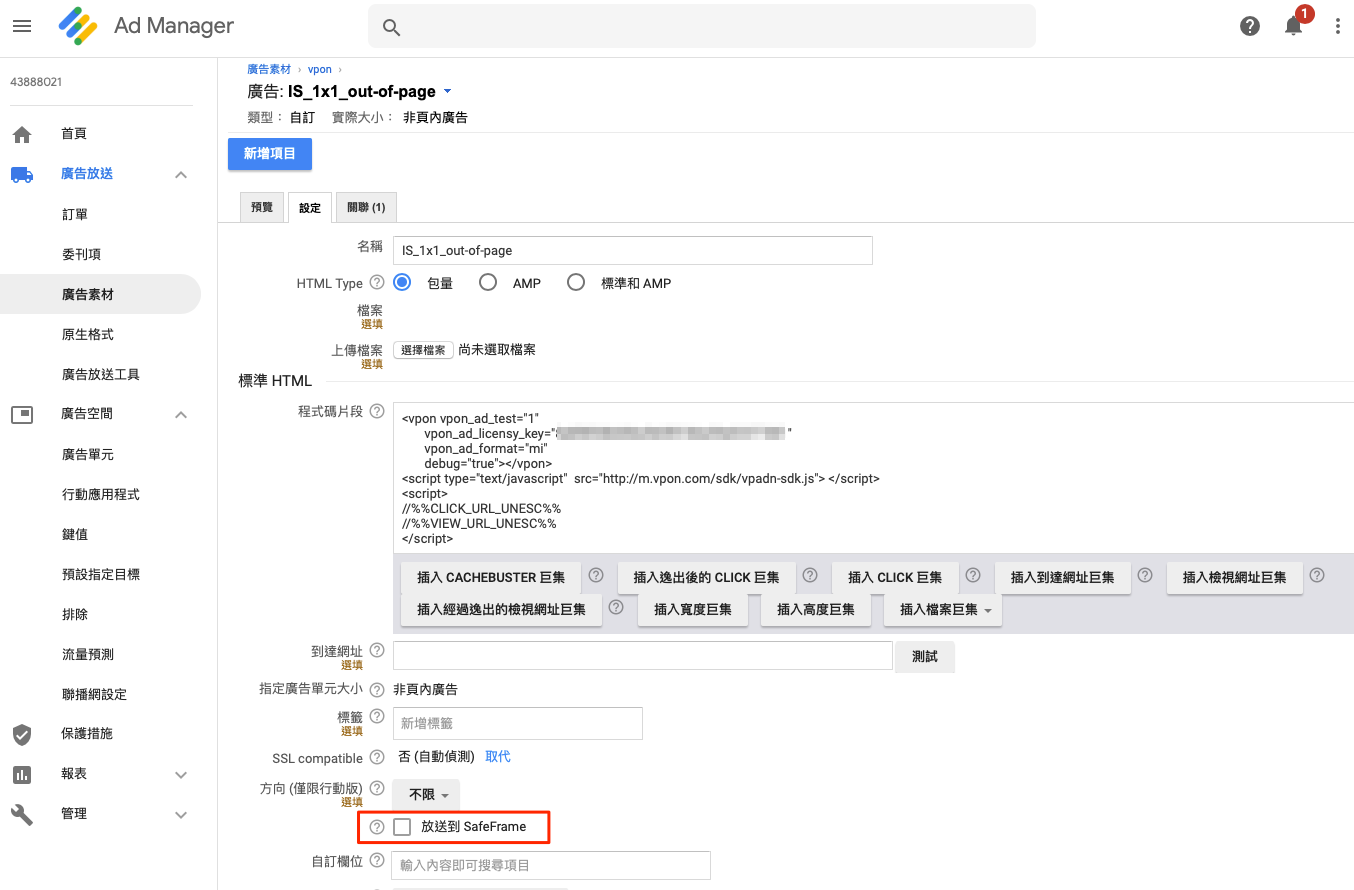 Ad Manager
1
43888021
首頁
廣告放送
訂單
委刊項
廣告素材
原生格式
廣告放送工具
廣告空間
廣告單元
行動應用程式
鍵值
預設指定目標
排除
流量預測
聯播網設定
保護措施
報表
管理
廣告素材 › vpon ›
廣告: IS_1x1_out-of-page
類型： 自訂 實際大小： 非頁內廣告
新增項目
預覽 設定 關聯 (1)
名稱 IS_1x1_out-of-page
HTML Type 包量 AMP 標準和 AMP
檔案
選填
上傳檔案 選擇檔案 尚未選取檔案
選填
標準 HTML
程式碼片段
<vpon vpon_ad_test="1"
vpon_ad_licensy_key=" "
vpon_ad_format="mi"
debug="true"></vpon>
<script type="text/javascript" src="http://m.vpon.com/sdk/vpadn-sdk.js"> </script>
<script>
//%%CLICK_URL_UNESC%%
//%%VIEW_URL_UNESC%%
</script>
插入 CACHEBUSTER 巨集 插入逸出後的 CLICK 巨集 插入 CLICK 巨集 插入到達網址巨集 插入檢視網址巨集
插入經過逸出的檢視網址巨集 插入寬度巨集 插入高度巨集 插入檔案巨集
到達網址 測試
選填
指定廣告單元大小 非頁內廣告
標籤 新增標籤
選填
SSL compatible 否 (自動偵測) 取代
方向 (僅限行動版) 不限
選填
放送到 SafeFrame
自訂欄位 輸入內容即可搜尋項目